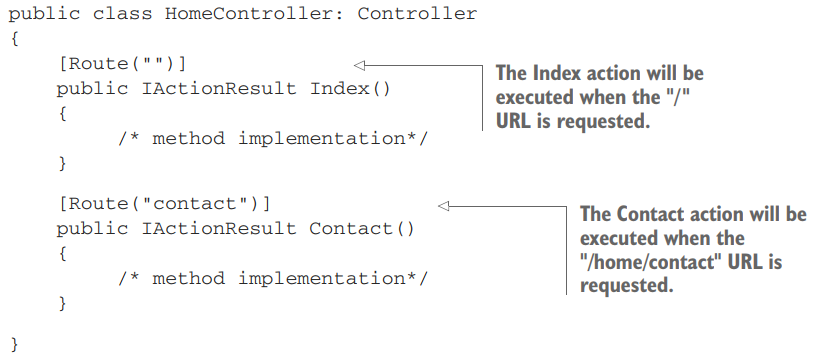 public class HomeController: Controller
{
[Route("")]
public IActionResult Index()
{
/* method implementation*/
}
The Index action will be
executed when the "/"
URL is requested.
[Route("contact")]
public IActionResult Contact()
{
/* method implementation*/
}
The Contact action will be
executed when the
"/home/contact" URL is
requested.
}